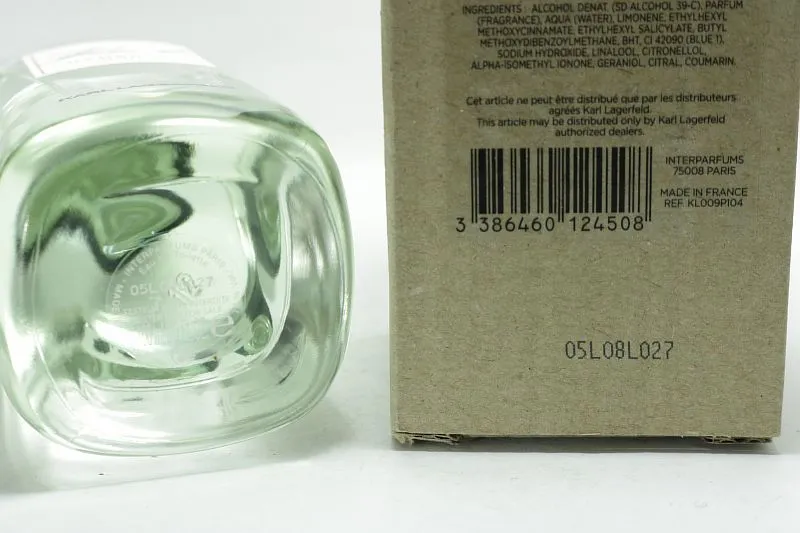 INGREDIENTS : ALCOHOL DENAT. (SD ALCOHOL 39-C), PARFUM
(FRAGRANCE), AQUA (WATER), LIMONENE, ETHYLHEXYL
METHOXYCINNAMATE, ETHYLHEXYL SALICYLATE, BUTYL
METHOXYDIBENZOYLMETHANE, BHT, CI 42090 (BLUE 1),
SODIUM HYDROXIDE, LINALOOL, CITRONELLOL,
ALPHA-ISOMETHYL IONONE, GERANIOL, CITRAL, COUMARIN.
Cet article ne peut être distribué que par les distributeurs
agréés Karl Lagerfeld.
This article may be distributed only by Karl Lagerfeld
authorized dealers.
INTERPARFUMS
75008 PARIS
MADE IN FRANCE
REF. KL009P104
3 386460 124508
05L08L027
INTERPARFUMS PARIS